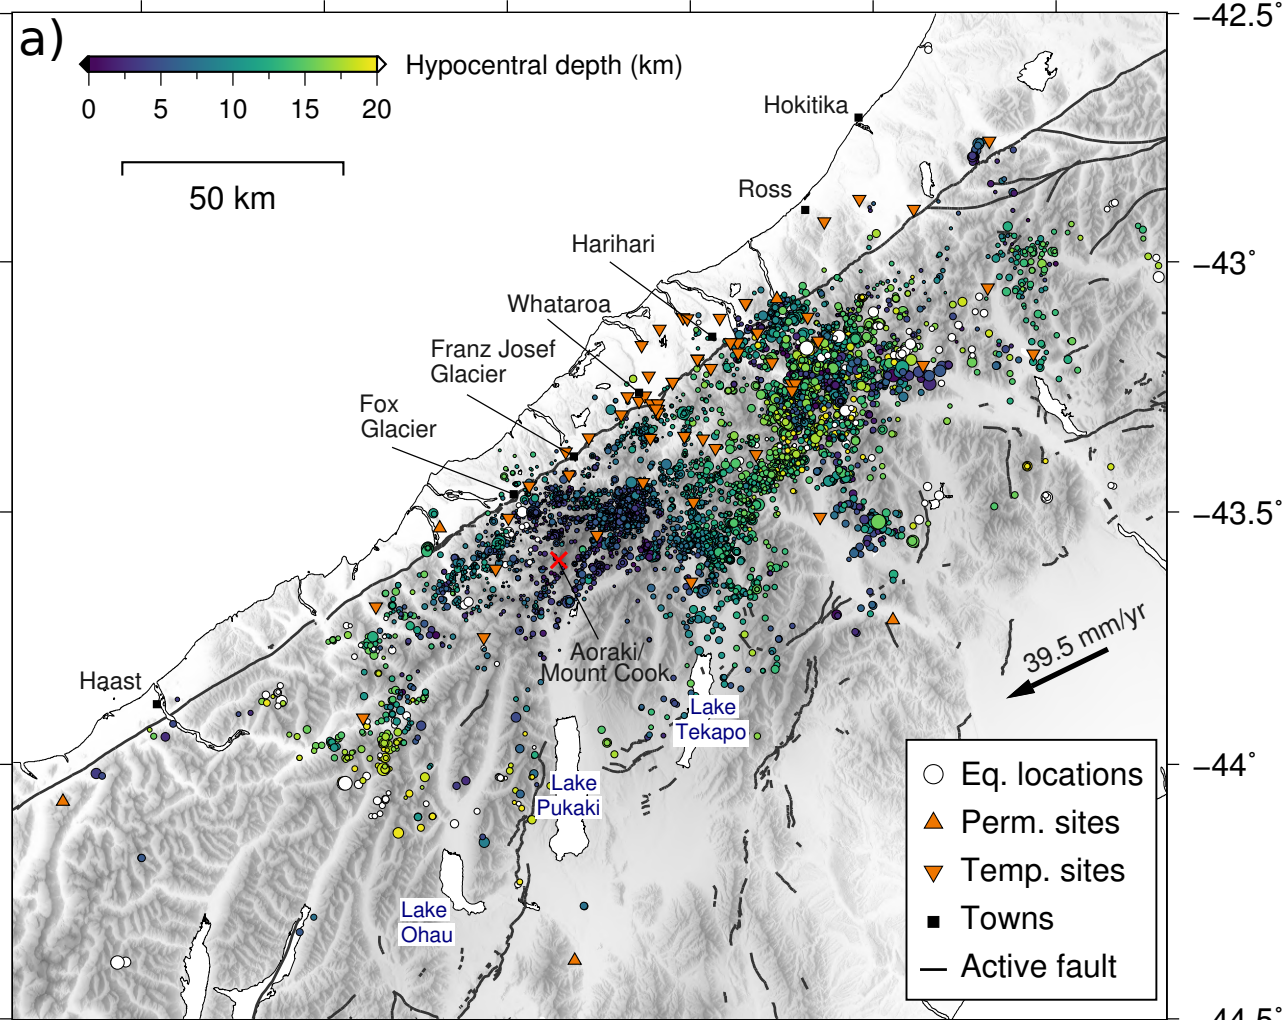 a)
Hypocentral depth (km)
0 5 10 15 20
50 km
−42.5°
Hokitika
Ross
Harihari
−43°
Whataroa
Franz Josef
Glacier
Fox
Glacier
−43.5°
39.5 mm/yr
Aoraki/
Mount Cook
Haast
Lake
Tekapo
−44°
Lake
Pukaki
Lake
Ohau
Eq. locations
Perm. sites
Temp. sites
Towns
Active fault
−44.5°